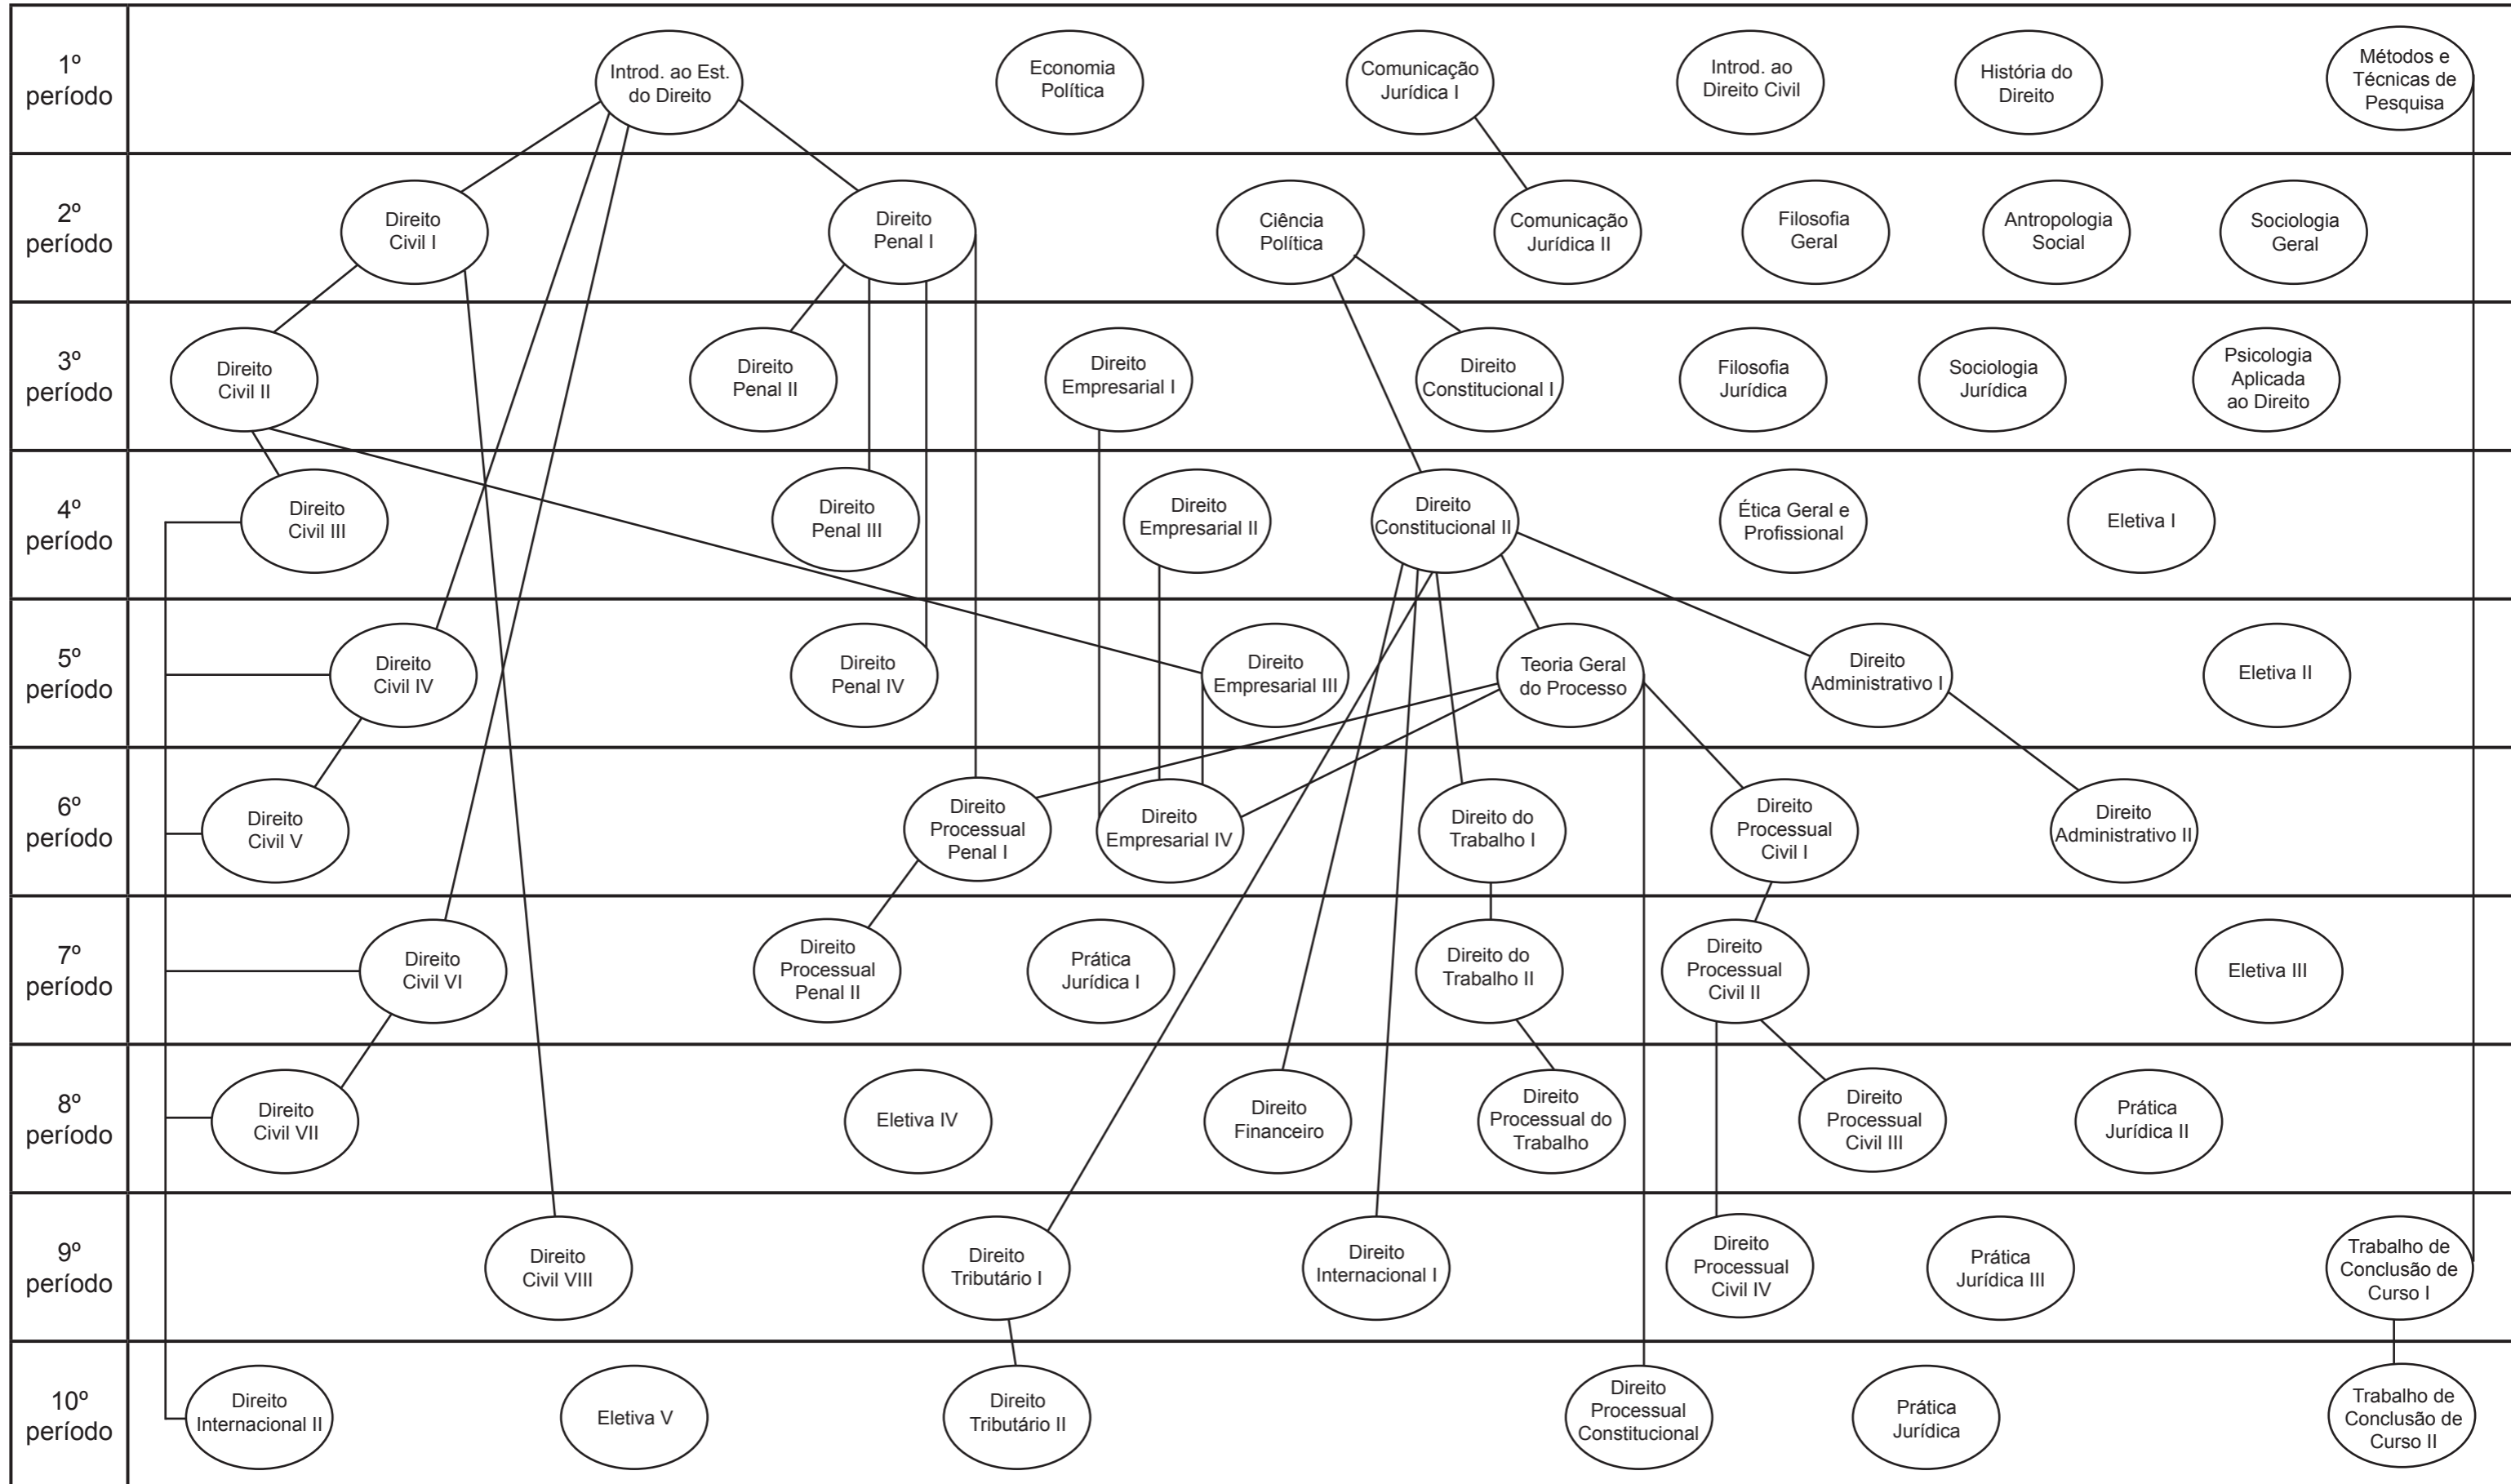 1º
período
Introd. ao Est.
do Direito
Economia
Política
Comunicação
Jurídica I
Introd. ao
Direito Civil
História do
Direito
Métodos e
Técnicas de
Pesquisa
2º
período
Direito
Civil I
Direito
Penal I
Ciência
Política
Comunicação
Jurídica II
Filosofia
Geral
Antropologia
Social
Sociologia
Geral
3º
período
Direito
Civil II
Direito
Penal II
Direito
Empresarial I
Direito
Constitucional I
Filosofia
Jurídica
Sociologia
Jurídica
Psicologia
Aplicada
ao Direito
4º
período
Direito
Civil III
Direito
Penal III
Direito
Empresarial II
Direito
Constitucional II
Ética Geral e
Profissional
Eletiva I
5º
período
Direito
Civil IV
Direito
Penal IV
Direito
Empresarial III
Teoria Geral
do Processo
Direito
Administrativo I
Eletiva II
6º
período
Direito
Civil V
Direito
Processual
Penal I
Direito
Empresarial IV
Direito do
Trabalho I
Direito
Processual
Civil I
Direito
Administrativo II
7º
período
Direito
Civil VI
Direito
Processual
Penal II
Prática
Jurídica I
Direito do
Trabalho II
Direito
Processual
Civil II
Eletiva III
8º
período
Direito
Civil VII
Eletiva IV
Direito
Financeiro
Direito
Processual do
Trabalho
Direito
Processual
Civil III
Prática
Jurídica II
9º
período
Direito
Civil VIII
Direito
Tributário I
Direito
Internacional I
Direito
Processual
Civil IV
Prática
Jurídica III
Trabalho de
Conclusão de
Curso I
10º
período
Direito
Internacional II
Eletiva V
Direito
Tributário II
Direito
Processual
Constitucional
Prática
Jurídica
Trabalho de
Conclusão de
Curso II